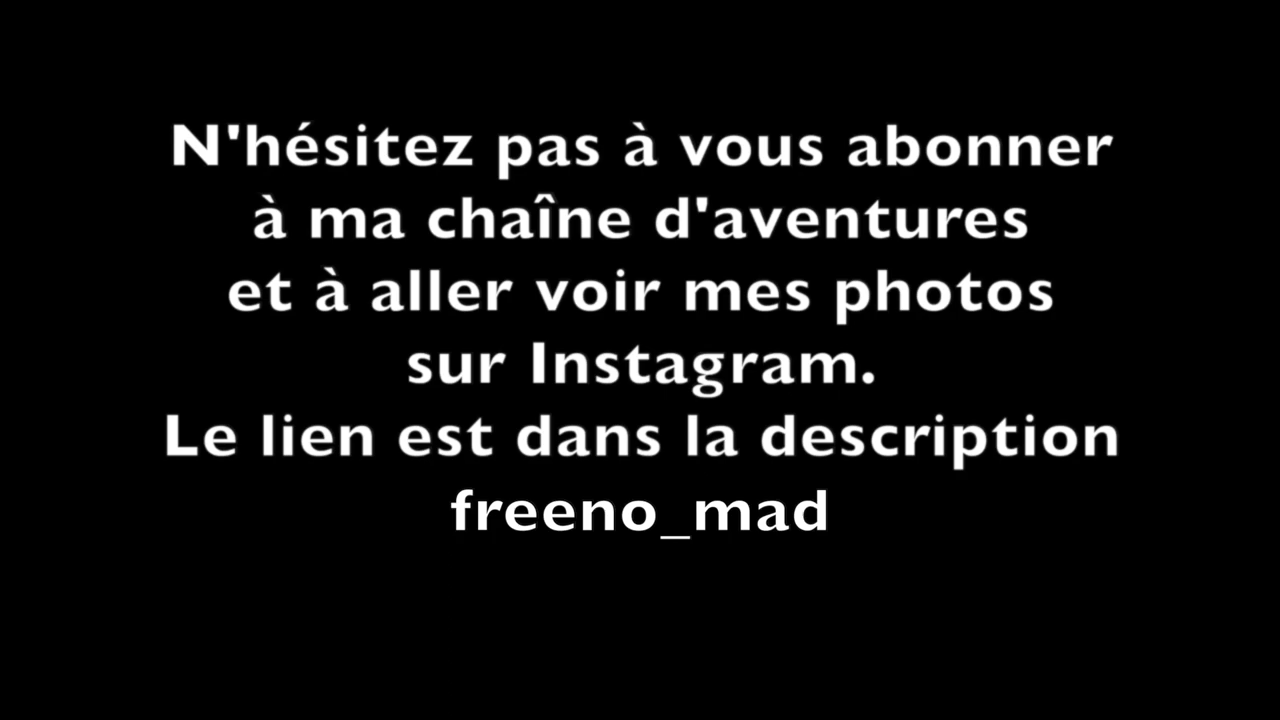 N'hésitez pas à vous abonner
à ma chaîne d'aventures
et à aller voir mes photos
sur Instagram.
Le lien est dans la description
freeno_mad